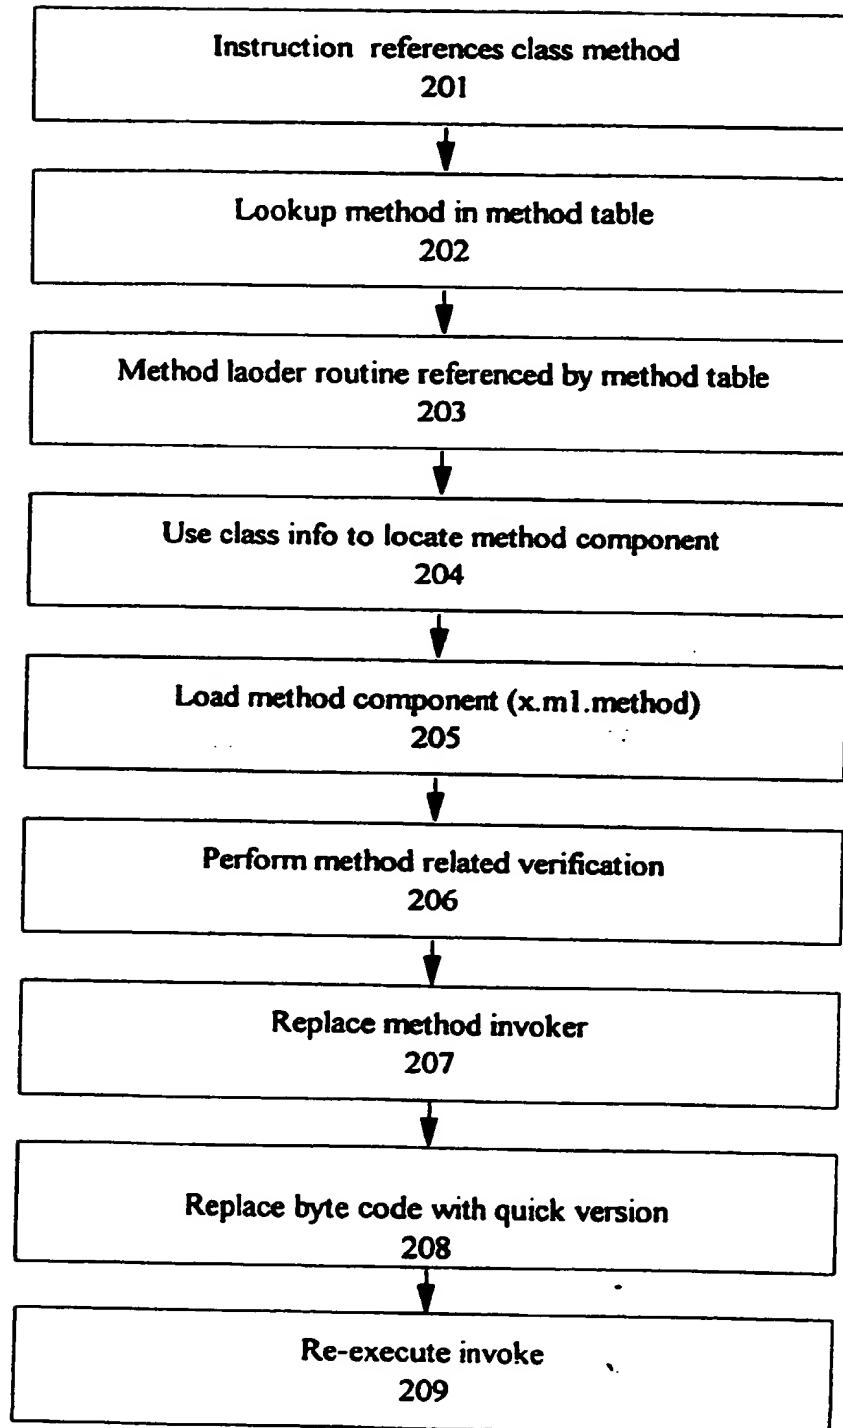 Instruction references class method
201
Lookup method in method table
202
Method laoder routine referenced by method table
203
Use class info to locate method component
204
Load method component (x.m1.method)
205
Perform method related verification
206
Replace method invoker
207
Replace byte code with quick version
208
Re-execute invoke
209